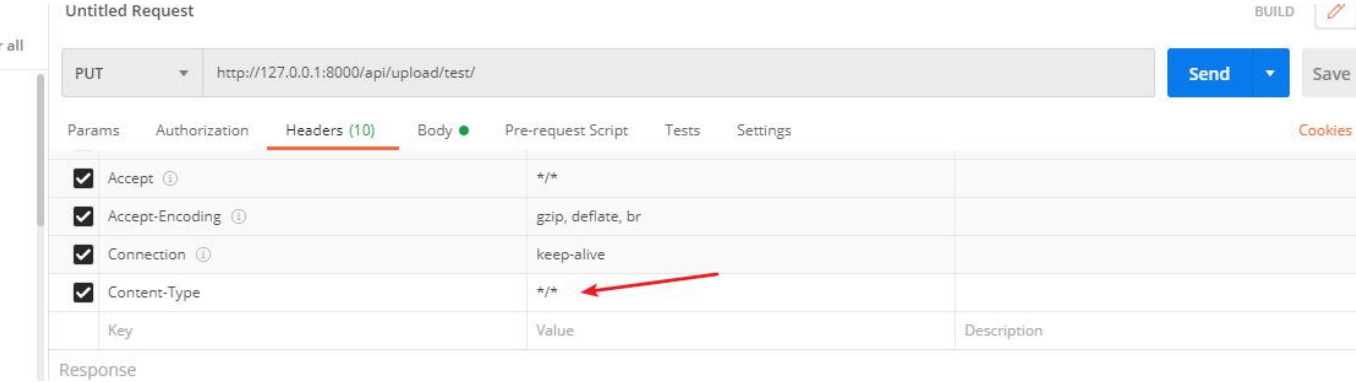 Untitled Request BUILD
r all
PUT http://127.0.0.1:8000/api/upload/test/ Send Save
Params Authorization Headers (10) Body Pre-request Script Tests Settings Cookies
Accept */*
Accept-Encoding gzip, deflate, br
Connection keep-alive
Content-Type */*
Key Value Description
Response